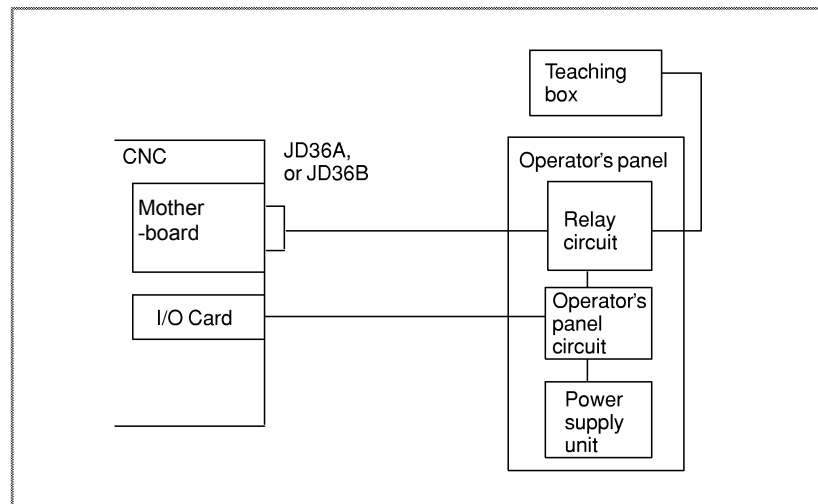 Teaching
box
CNC
JD36A,
or JD36B
Operator's panel
Mother
-board
Relay
circuit
I/O Card
Operator's
panel
circuit
Power
supply
unit